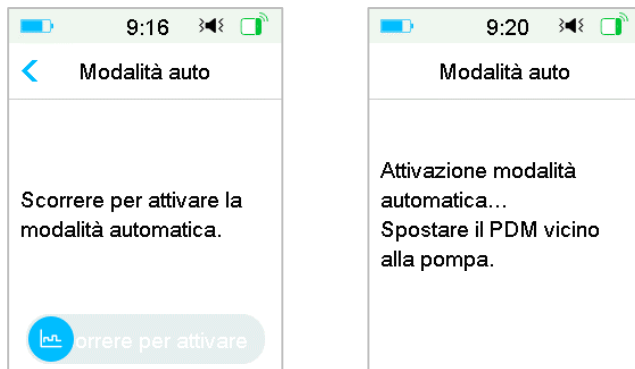 9:16
Modalità auto
Scorrere per attivare la
modalità automatica.
orrere per attivare
9:20
Modalità auto
Attivazione modalità
automatica...
Spostare il PDM vicino
alla pompa.